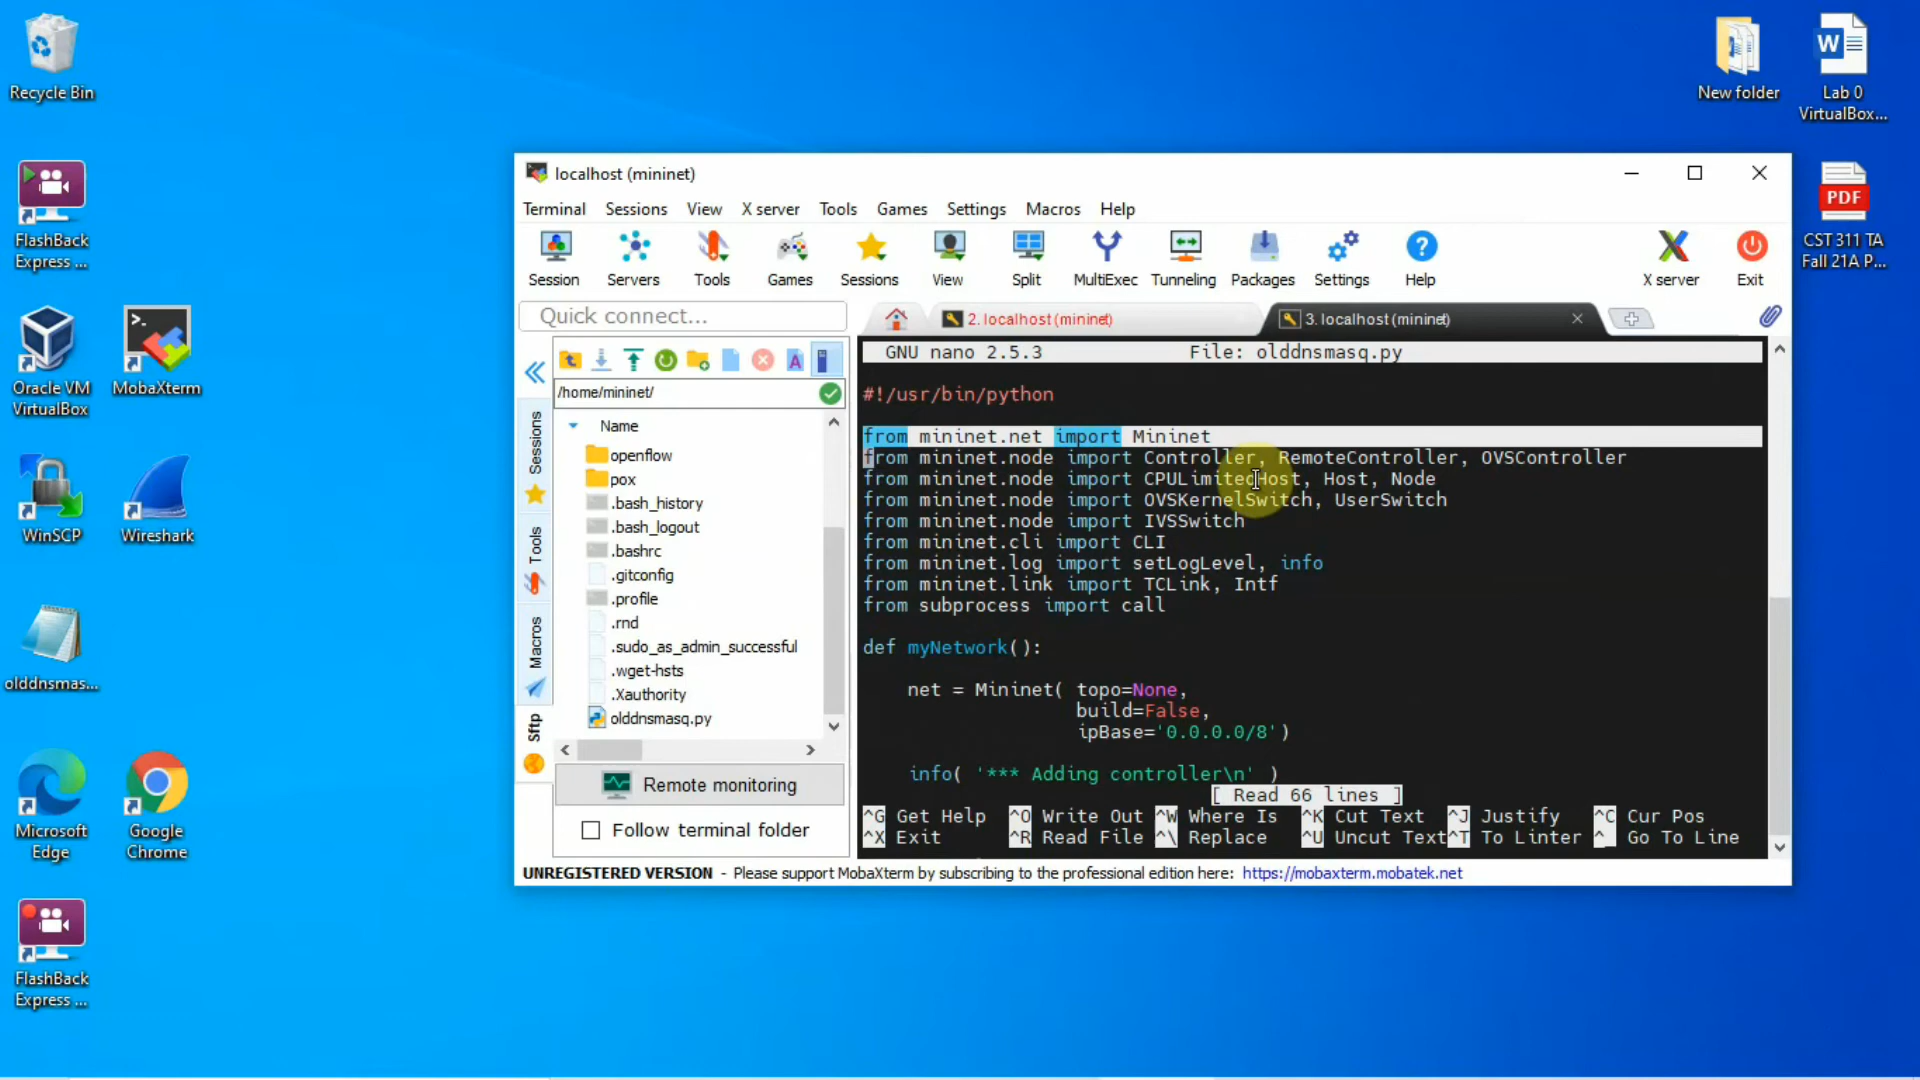 Recycle Bin
FlashBack
Express ...
Oracle VM
VirtualBox
MobaXterm
WinSCP
Wireshark
olddnsmas...
Microsoft
Edge
Google
Chrome
FlashBack
Express ...
New folder
W
Lab 0
VirtualBox...
PDF
CST 311 TA
Fall 21A P...
localhost (mininet)
Terminal Sessions View X server Tools Games Settings Macros Help
Session Servers Tools Games Sessions View Split MultiExec Tunneling Packages Settings Help X server Exit
Quick connect...
2. localhost (mininet)
3. localhost (mininet)
Sessions
Tools
Macros
Sftp
/home/mininet/
Name
openflow
pox
.bash_history
.bash_logout
.bashrc
.gitconfig
.profile
.rnd
.sudo_as_admin_successful
.wget-hsts
.Xauthority
olddnsmasq.py
Remote monitoring
Follow terminal folder
GNU nano 2.5.3 File: olddnsmasq.py
#!/usr/bin/python
from mininet.net import Mininet
from mininet.node import Controller, RemoteController, OVSController
from mininet.node import CPULimitedHost, Host, Node
from mininet.node import OVSKernelSwitch, UserSwitch
from mininet.node import IVSSwitch
from mininet.cli import CLI
from mininet.log import setLogLevel, info
from mininet.link import TCLink, Intf
from subprocess import call
def myNetwork():
net = Mininet( topo=None,
build=False,
ipBase='0.0.0.0/8')
info( '*** Adding controller\n' )
[ Read 66 lines ]
^G Get Help ^O Write Out ^W Where Is ^K Cut Text ^J Justify ^C Cur Pos
^X Exit ^R Read File ^\ Replace ^U Uncut Text^T To Linter ^_ Go To Line
UNREGISTERED VERSION - Please support MobaXterm by subscribing to the professional edition here: https://mobaxterm.mobatek.net